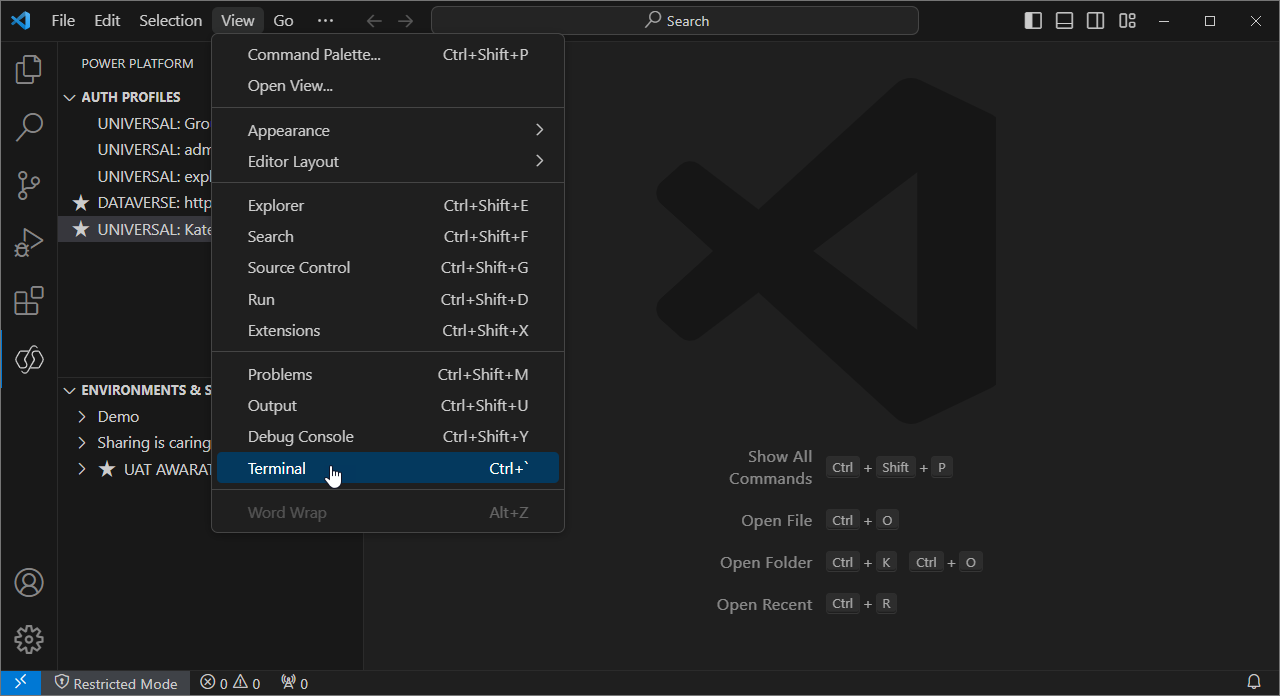 File Edit Selection View Go ··· Search
POWER PLATFORM
AUTH PROFILES
UNIVERSAL: Gro
UNIVERSAL: adm
UNIVERSAL: expl
DATAVERSE: http
UNIVERSAL: Kate
ENVIRONMENTS & S
Demo
Sharing is caring
UAT AWARAT
Command Palette... Ctrl+Shift+P
Open View...
Appearance
Editor Layout
Explorer Ctrl+Shift+E
Search Ctrl+Shift+F
Source Control Ctrl+Shift+G
Run Ctrl+Shift+D
Extensions Ctrl+Shift+X
Problems Ctrl+Shift+M
Output Ctrl+Shift+U
Debug Console Ctrl+Shift+Y
Terminal Ctrl+`
Word Wrap Alt+Z
Show All
Commands Ctrl + Shift + P
Open File Ctrl + O
Open Folder Ctrl + K Ctrl + O
Open Recent Ctrl + R
Restricted Mode 0 0 0